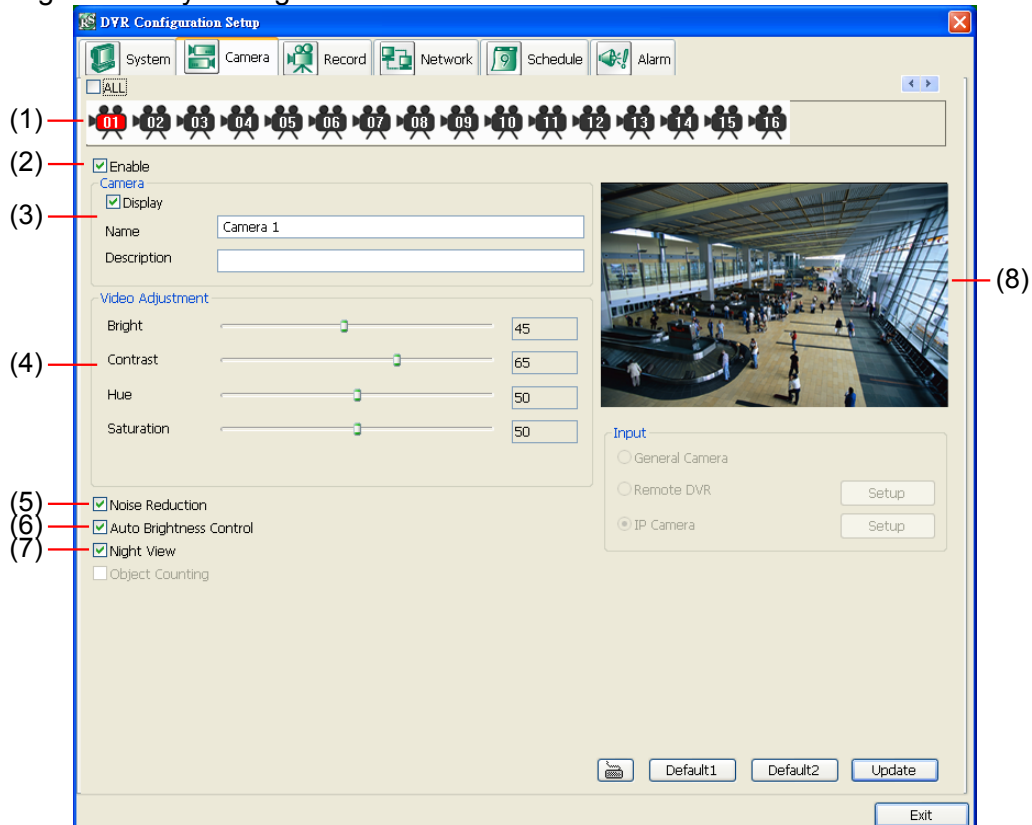 DVR Configuration Setup
System Camera Record Network Schedule Alarm
ALL
(1) 01 02 03 04 05 06 07 08 09 10 11 12 13 14 15 16
(2) Enable
Camera
Display
(3)
Name Camera 1
Description
(8)
Video Adjustment
Bright 45
(4) Contrast 65
Hue 50
Saturation 50
Input
General Camera
Remote DVR Setup
IP Camera Setup
(5) Noise Reduction
(6) Auto Brightness Control
(7) Night View
Object Counting
Default1 Default2 Update
Exit